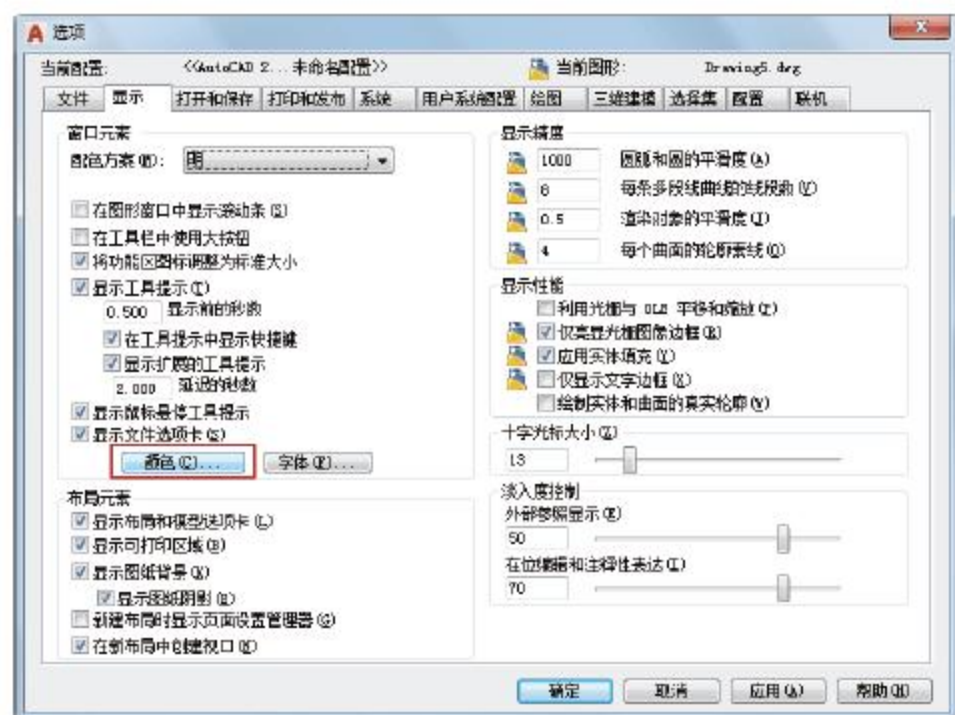 选项
当前配置: <<AutoCAD 2...未命名配置>> 当前图形: Drawing5.dwg
文件 显示 打开和保存 打印和发布 系统 用户系统配置 绘图 三维建模 选择集 配置 联机
窗口元素
配色方案(M): 明
在图形窗口中显示滚动条(S)
在工具栏中使用大按钮
将功能区图标调整为标准大小
显示工具提示(T)
0.500 显示前的秒数
在工具提示中显示快捷键
显示扩展的工具提示
2.000 延迟的秒数
显示鼠标悬停工具提示
显示文件选项卡(S)
颜色(C)... 字体(F)...
布局元素
显示布局和模型选项卡(L)
显示可打印区域(B)
显示图纸背景(K)
显示图纸阴影(E)
新建布局时显示页面设置管理器(G)
在新布局中创建视口(N)
显示精度
1000 圆弧和圆的平滑度(A)
8 每条多段线曲线的线段数(V)
0.5 渲染对象的平滑度(J)
4 每个曲面的轮廓素线(O)
显示性能
利用光栅与 OLE 平移和缩放(P)
仅亮显光栅图像边框(R)
应用实体填充(Y)
仅显示文字边框(X)
绘制实体和曲面的真实轮廓(W)
十字光标大小(Z)
13
淡入度控制
外部参照显示(E)
50
在位编辑和注释性表达(I)
70
确定 取消 应用(A) 帮助(H)